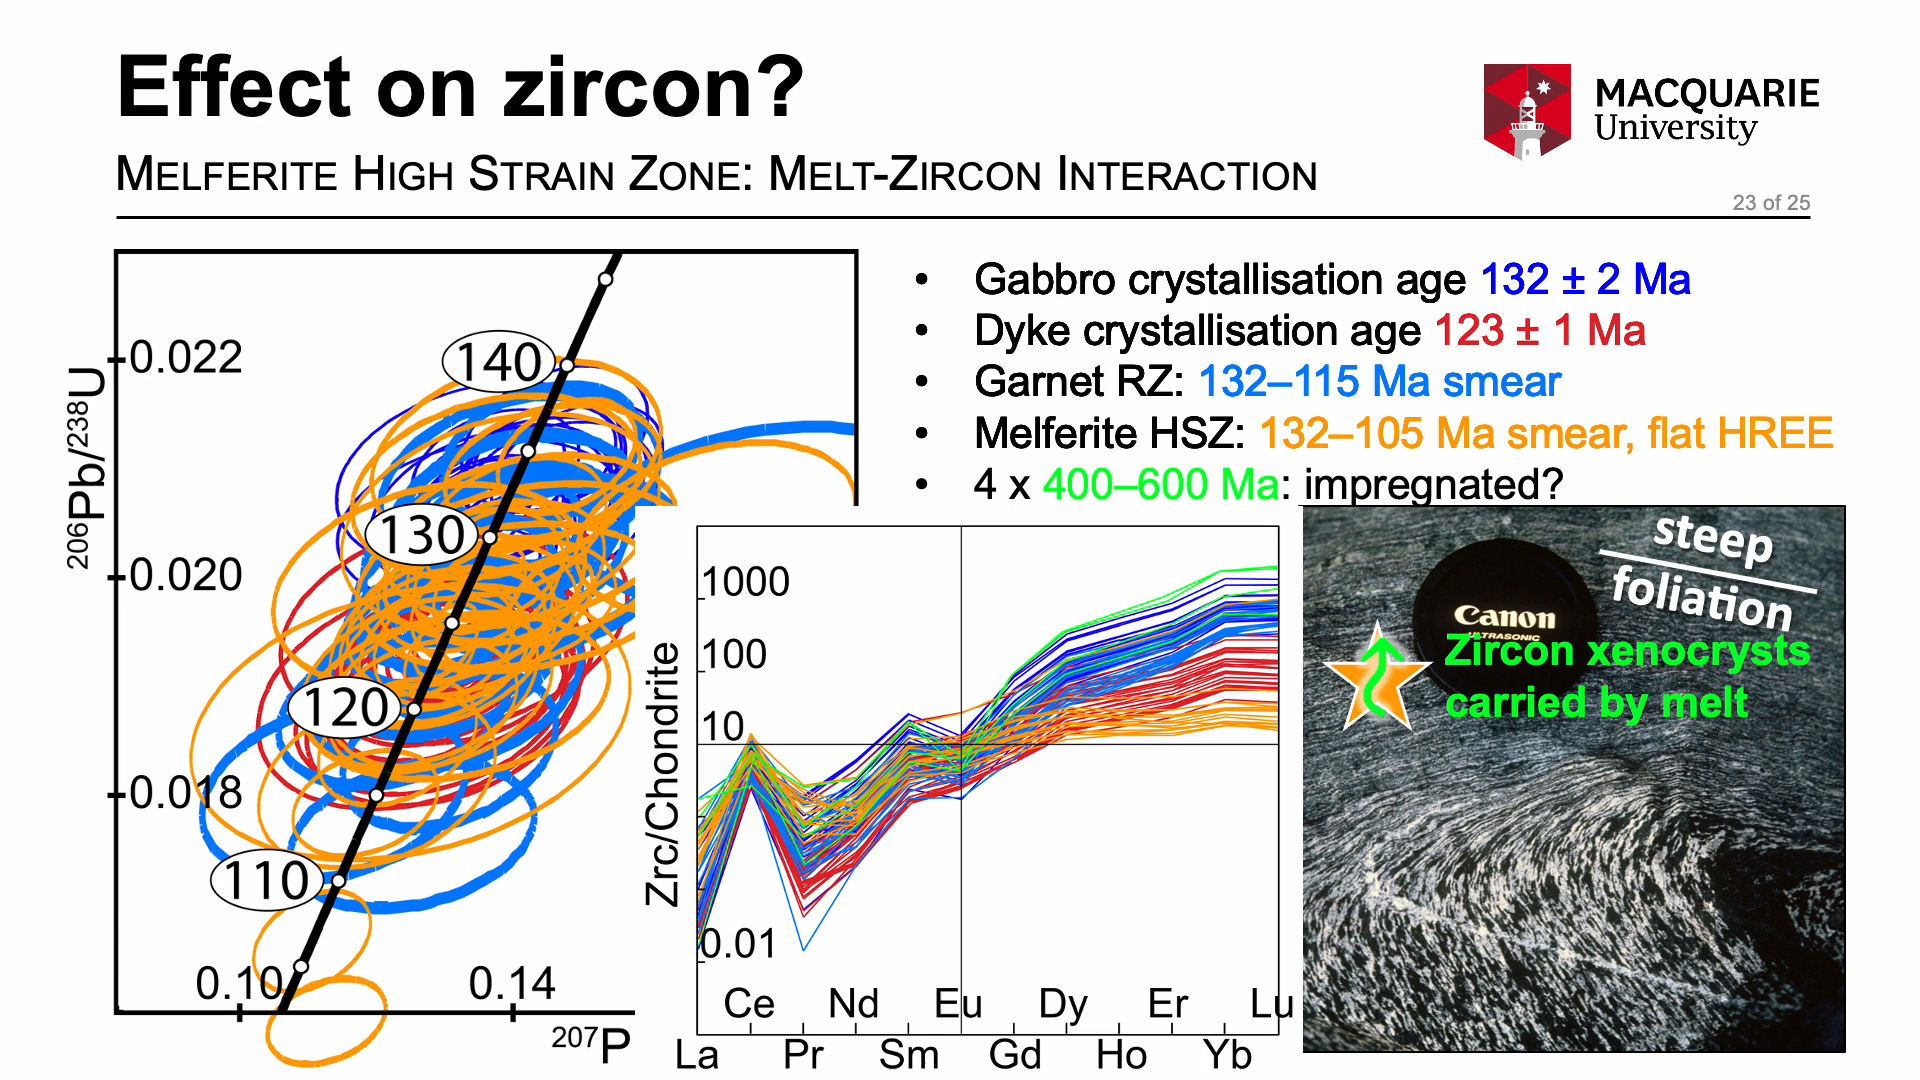 Effect on zircon?
MELFERITE HIGH STRAIN ZONE: MELT-ZIRCON INTERACTION
MACQUARIE
University
23 of 25
• Gabbro crystallisation age 132 ± 2 Ma
• Dyke crystallisation age 123 ± 1 Ma
• Garnet RZ: 132–115 Ma smear
• Melferite HSZ: 132–105 Ma smear, flat HREE
• 4 x 400–600 Ma: impregnated?
206Pb/238U
0.022
0.020
0.018
140
130
120
110
0.10
0.14
207P
Zrc/Chondrite
1000
100
10
0.01
Ce Nd Eu Dy Er Lu
La Pr Sm Gd Ho Yb
steep
foliation
Canon
ULTRASONIC
Zircon xenocrysts
carried by melt